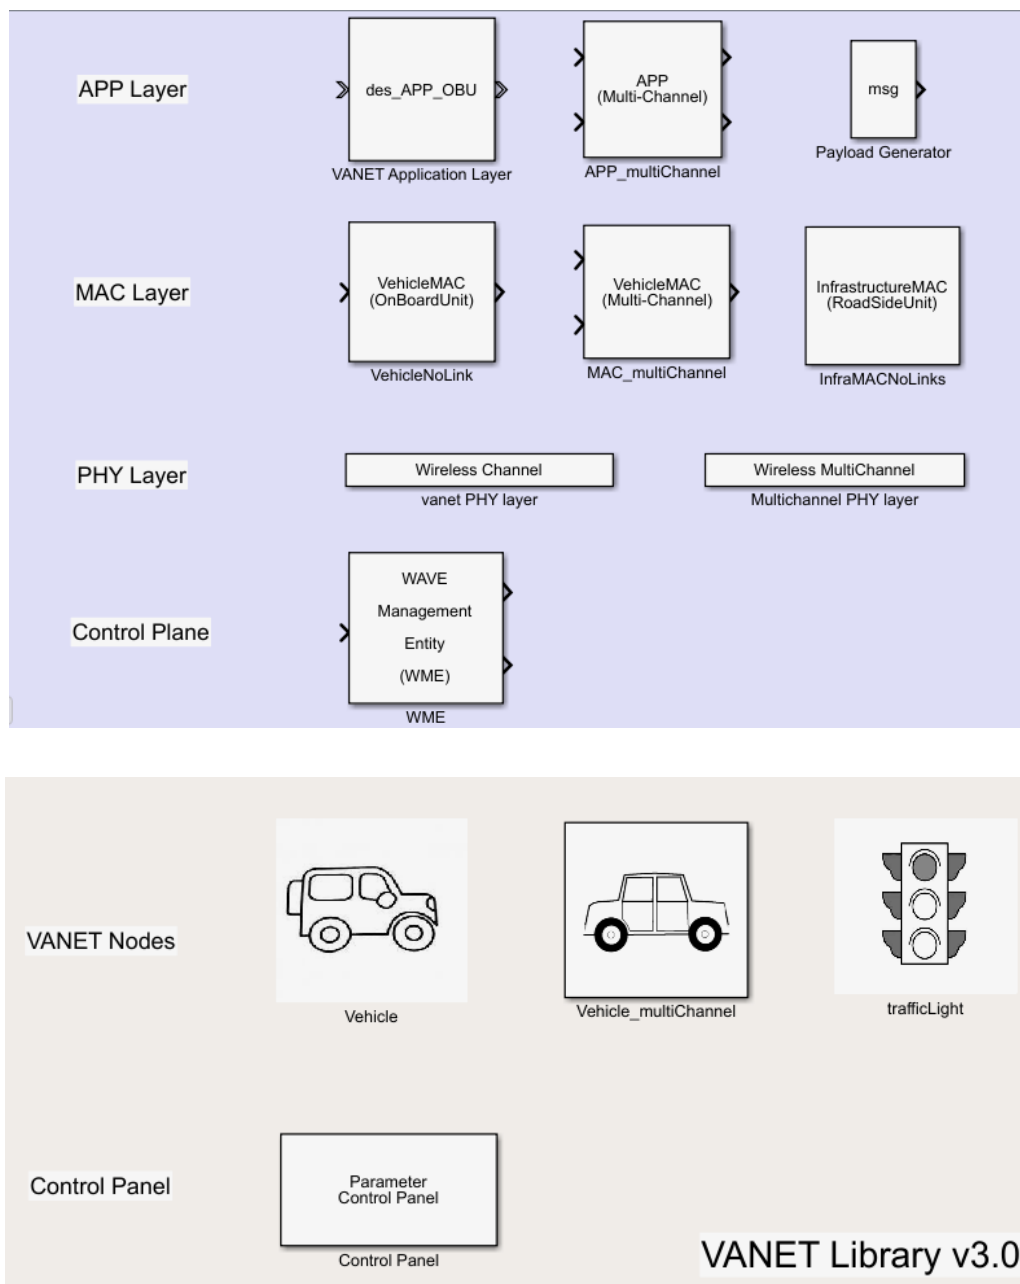 APP Layer
des_APP_OBU
VANET Application Layer
APP
(Multi-Channel)
APP_multiChannel
msg
Payload Generator
MAC Layer
VehicleMAC
(OnBoardUnit)
VehicleNoLink
VehicleMAC
(Multi-Channel)
MAC_multiChannel
InfrastructureMAC
(RoadSideUnit)
InfraMACNoLinks
PHY Layer
Wireless Channel
vanet PHY layer
Wireless MultiChannel
Multichannel PHY layer
Control Plane
WAVE
Management
Entity
(WME)
WME
VANET Nodes
Vehicle
Vehicle_multiChannel
trafficLight
Control Panel
Parameter
Control Panel
Control Panel
VANET Library v3.0